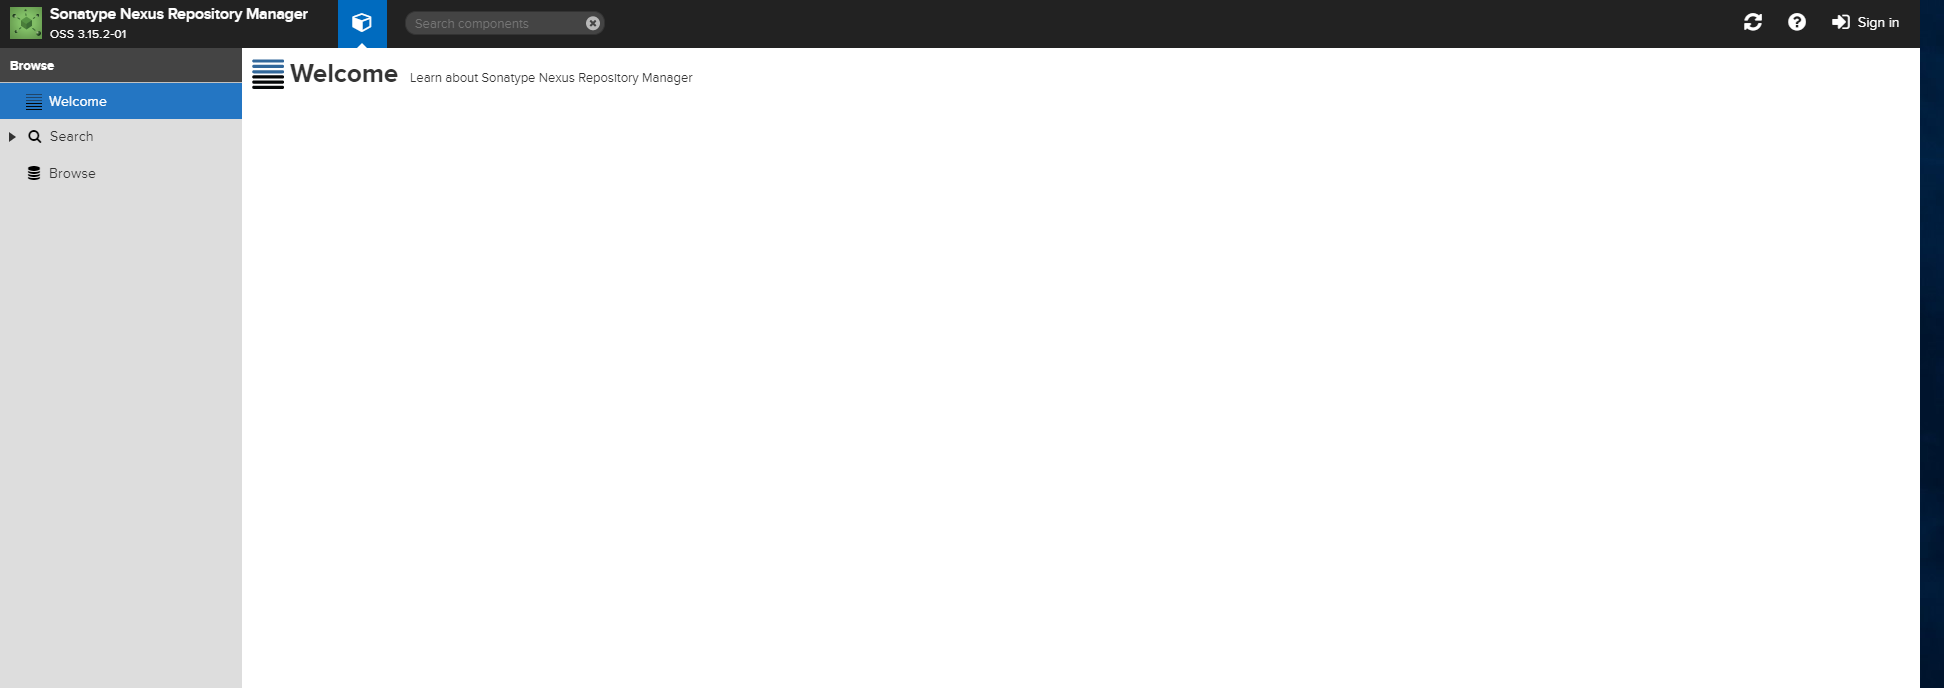 Sonatype Nexus Repository Manager
OSS 3.15.2-01
Search components
Sign in
Browse
Welcome
Search
Browse
Welcome Learn about Sonatype Nexus Repository Manager